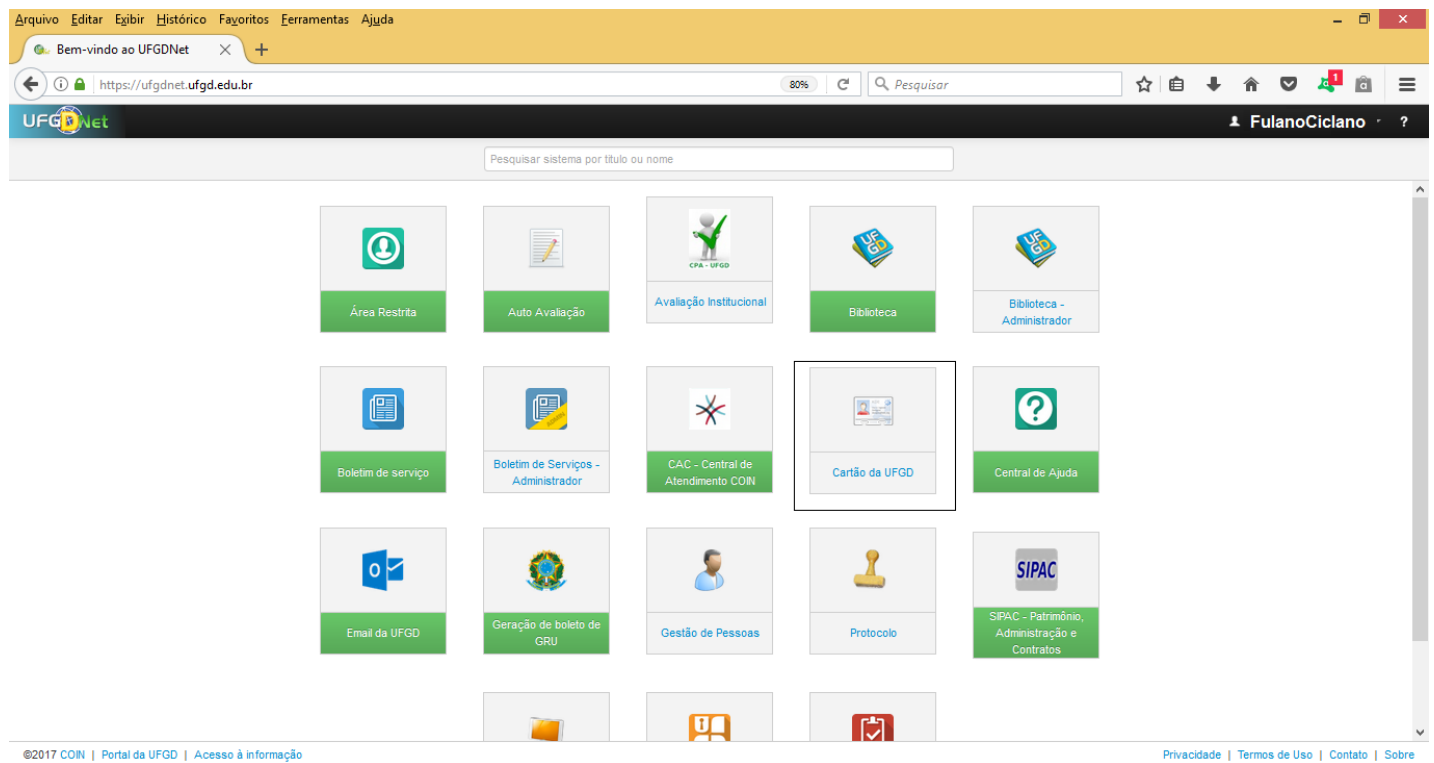 Arquivo Editar Exibir Histórico Favoritos Ferramentas Ajuda
Bem-vindo ao UFGDNet
https://ufgdnet.ufgd.edu.br
80%
Pesquisar
1
UFGDNet
FulanoCiclano
?
Pesquisar sistema por título ou nome
CPA - UFGD
UFGD
UFGD
Área Restrita
Auto Avaliação
Avaliação Institucional
Biblioteca
Biblioteca -
Administrador
ADMIN
Boletim de serviço
Boletim de Serviços -
Administrador
CAC - Central de
Atendimento COIN
Cartão da UFGD
Central de Ajuda
SIPAC
Email da UFGD
Geração de boleto de
GRU
Gestão de Pessoas
Protocolo
SIPAC - Patrimônio,
Administração e
Contratos
©2017 COIN | Portal da UFGD | Acesso à informação
Privacidade | Termos de Uso | Contato | Sobre